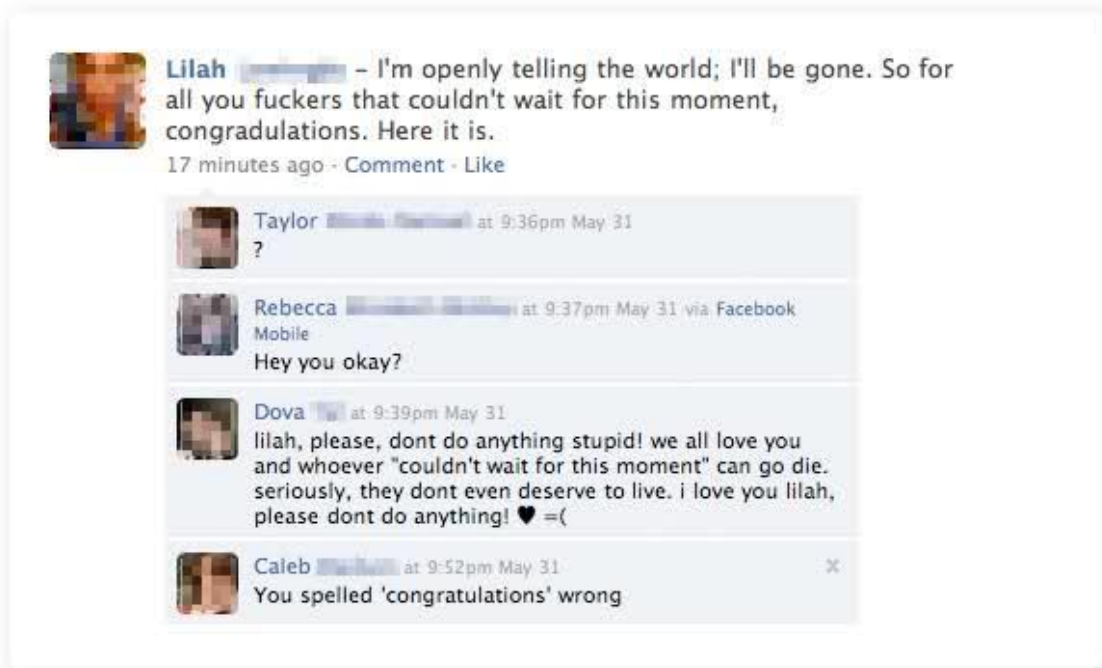 Lilah – I'm openly telling the world; I'll be gone. So for
all you fuckers that couldn't wait for this moment,
congradulations. Here it is.
17 minutes ago · Comment · Like
Taylor at 9:36pm May 31
?
Rebecca at 9:37pm May 31 via Facebook
Mobile
Hey you okay?
Dova at 9:39pm May 31
lilah, please, dont do anything stupid! we all love you
and whoever "couldn't wait for this moment" can go die.
seriously, they dont even deserve to live. i love you lilah,
please dont do anything! ♥ =(
Caleb at 9:52pm May 31
You spelled 'congratulations' wrong